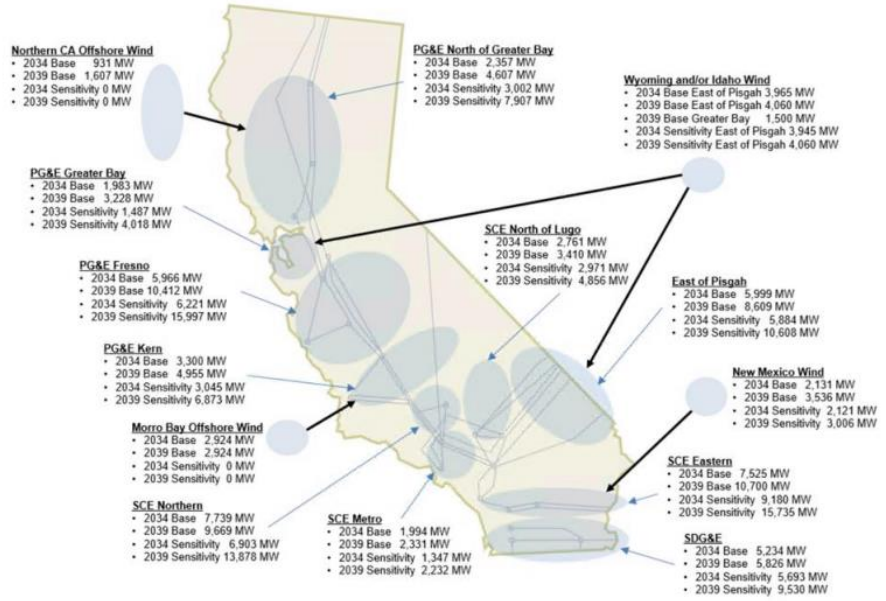 Northern CA Offshore Wind
• 2034 Base 931 MW
• 2039 Base 1,607 MW
• 2034 Sensitivity 0 MW
• 2039 Sensitivity 0 MW
PG&E North of Greater Bay
• 2034 Base 2,357 MW
• 2039 Base 4,607 MW
• 2034 Sensitivity 3,002 MW
• 2039 Sensitivity 7,907 MW
Wyoming and/or Idaho Wind
• 2034 Base East of Pisgah 3,965 MW
• 2039 Base East of Pisgah 4,060 MW
• 2039 Base Greater Bay 1,500 MW
• 2034 Sensitivity East of Pisgah 3,945 MW
• 2039 Sensitivity East of Pisgah 4,060 MW
PG&E Greater Bay
• 2034 Base 1,983 MW
• 2039 Base 3,228 MW
• 2034 Sensitivity 1,487 MW
• 2039 Sensitivity 4,018 MW
SCE North of Lugo
• 2034 Base 2,761 MW
• 2039 Base 3,410 MW
• 2034 Sensitivity 2,971 MW
• 2039 Sensitivity 4,856 MW
PG&E Fresno
• 2034 Base 5,966 MW
• 2039 Base 10,412 MW
• 2034 Sensitivity 6,221 MW
• 2039 Sensitivity 15,997 MW
East of Pisgah
• 2034 Base 5,999 MW
• 2039 Base 8,609 MW
• 2034 Sensitivity 5,884 MW
• 2039 Sensitivity 10,608 MW
PG&E Kern
• 2034 Base 3,300 MW
• 2039 Base 4,955 MW
• 2034 Sensitivity 3,045 MW
• 2039 Sensitivity 6,873 MW
New Mexico Wind
• 2034 Base 2,131 MW
• 2039 Base 3,536 MW
• 2034 Sensitivity 2,121 MW
• 2039 Sensitivity 3,006 MW
Morro Bay Offshore Wind
• 2034 Base 2,924 MW
• 2039 Base 2,924 MW
• 2034 Sensitivity 0 MW
• 2039 Sensitivity 0 MW
SCE Eastern
• 2034 Base 7,525 MW
• 2039 Base 10,700 MW
• 2034 Sensitivity 9,180 MW
• 2039 Sensitivity 15,735 MW
SCE Northern
• 2034 Base 7,739 MW
• 2039 Base 9,669 MW
• 2034 Sensitivity 6,903 MW
• 2039 Sensitivity 13,878 MW
SCE Metro
• 2034 Base 1,994 MW
• 2039 Base 2,331 MW
• 2034 Sensitivity 1,347 MW
• 2039 Sensitivity 2,232 MW
SDG&E
• 2034 Base 5,234 MW
• 2039 Base 5,826 MW
• 2034 Sensitivity 5,693 MW
• 2039 Sensitivity 9,530 MW